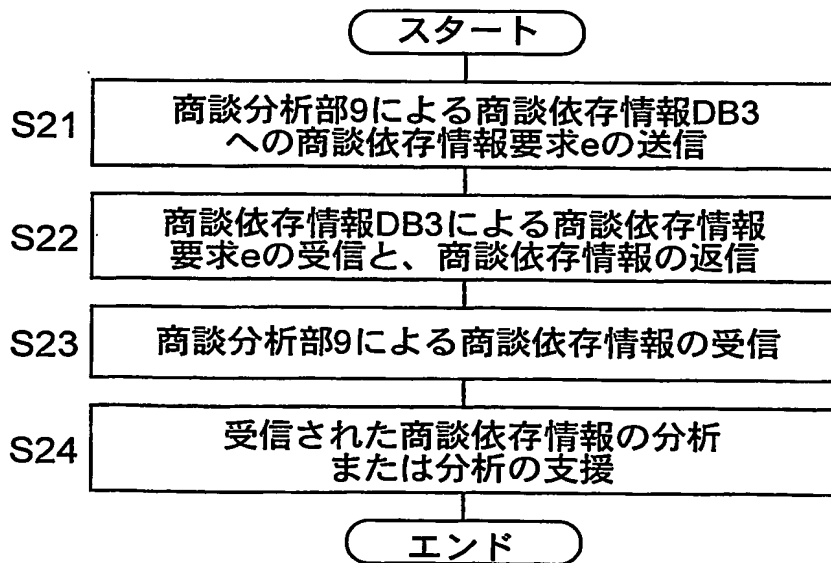 スタート
S21
商談分析部9による商談依存情報DB3
への商談依存情報要求eの送信
S22
商談依存情報DB3による商談依存情報
要求eの受信と、商談依存情報の返信
S23
商談分析部9による商談依存情報の受信
S24
受信された商談依存情報の分析
または分析の支援
エンド